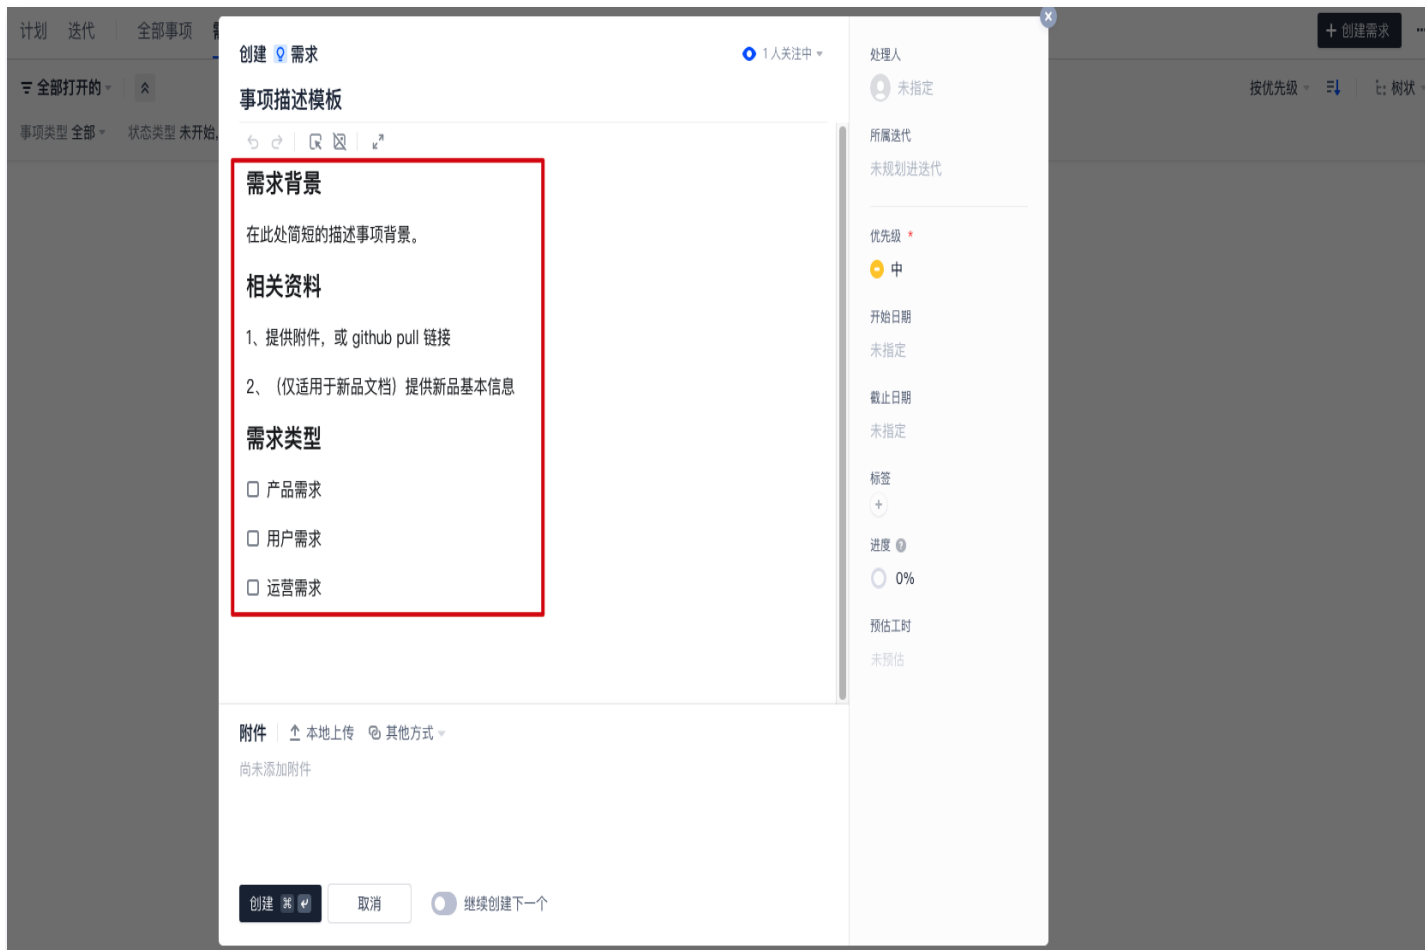 计划 迭代 全部事项
创建需求
全部打开的
按优先级 树状
事项类型 全部 状态类型 未开始,
创建 需求
1 人关注中
事项描述模板
需求背景
在此处简短的描述事项背景。
相关资料
1、提供附件，或 github pull 链接
2、（仅适用于新品文档）提供新品基本信息
需求类型
产品需求
用户需求
运营需求
附件 本地上传 其他方式
尚未添加附件
创建 ⌘ ↵ 取消 继续创建下一个
处理人
未指定
所属迭代
未规划进迭代
优先级 *
中
开始日期
未指定
截止日期
未指定
标签
+
进度 ?
0%
预估工时
未预估